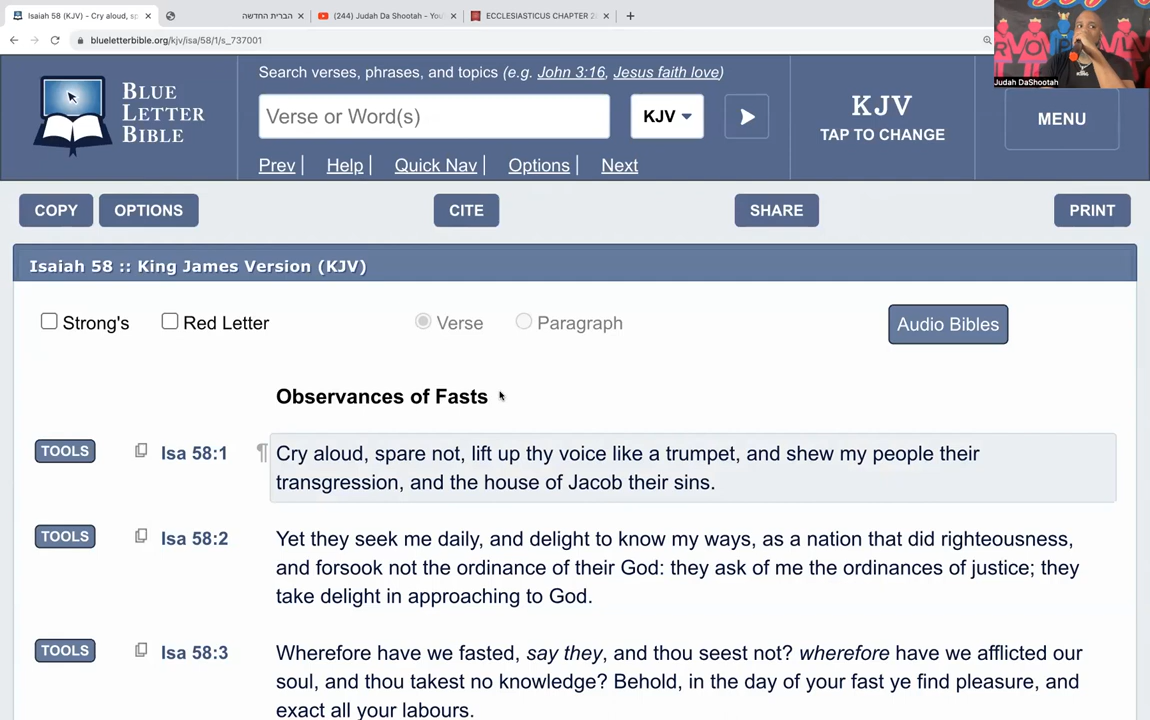 Isaiah 58 (KJV) - Cry aloud, sp
הברית החדשה
(244) Judah Da Shootah - You
ECCLESIASTICUS CHAPTER 2
blueletterbible.org/kjv/isa/58/1/s_737001
Judah DaShootah
BLUE
LETTER
BIBLE
Search verses, phrases, and topics (e.g. John 3:16, Jesus faith love)
Verse or Word(s)
KJV
Prev | Help | Quick Nav | Options | Next
KJV
TAP TO CHANGE
MENU
COPY
OPTIONS
CITE
SHARE
PRINT
Isaiah 58 :: King James Version (KJV)
Strong's
Red Letter
Verse
Paragraph
Audio Bibles
Observances of Fasts
TOOLS
Isa 58:1
¶
Cry aloud, spare not, lift up thy voice like a trumpet, and shew my people their
transgression, and the house of Jacob their sins.
TOOLS
Isa 58:2
Yet they seek me daily, and delight to know my ways, as a nation that did righteousness,
and forsook not the ordinance of their God: they ask of me the ordinances of justice; they
take delight in approaching to God.
TOOLS
Isa 58:3
Wherefore have we fasted, say they, and thou seest not? wherefore have we afflicted our
soul, and thou takest no knowledge? Behold, in the day of your fast ye find pleasure, and
exact all your labours.